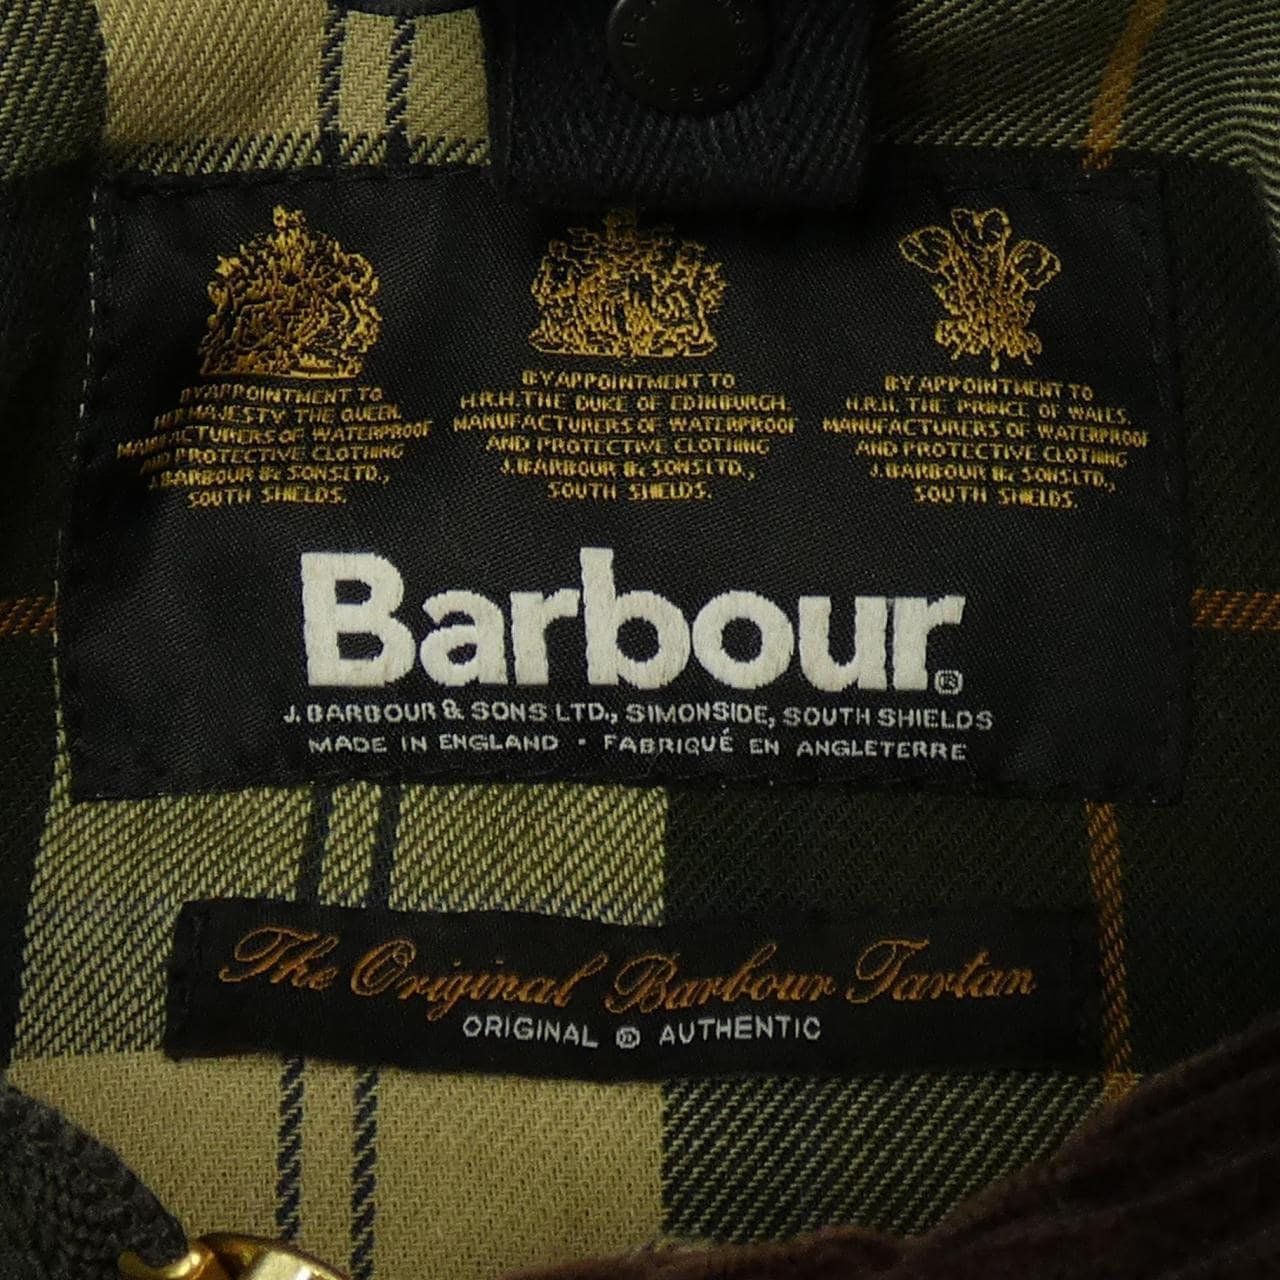 BY APPOINTMENT TO
HER MAJESTY THE QUEEN
MANUFACTURERS OF WATERPROOF
AND PROTECTIVE CLOTHING
J.BARBOUR & SONS LTD.,
SOUTH SHIELDS.
BY APPOINTMENT TO
H.R.H. THE DUKE OF EDINBURGH
MANUFACTURERS OF WATERPROOF
AND PROTECTIVE CLOTHING
J.BARBOUR & SONS LTD.,
SOUTH SHIELDS.
BY APPOINTMENT TO
H.R.H. THE PRINCE OF WALES.
MANUFACTURERS OF WATERPROOF
AND PROTECTIVE CLOTHING
J.BARBOUR & SONS LTD.,
SOUTH SHIELDS.
Barbour®
J. BARBOUR & SONS LTD., SIMONSIDE, SOUTH SHIELDS
MADE IN ENGLAND · FABRIQUÉ EN ANGLETERRE
The Original Barbour Tartan
ORIGINAL ® AUTHENTIC